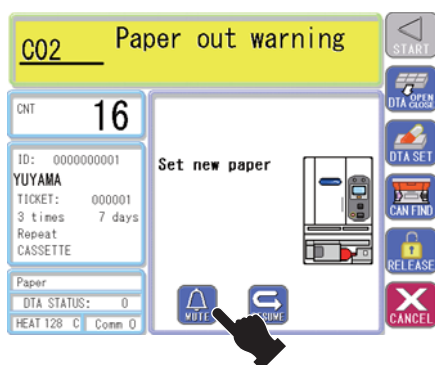 C02 Paper out warning
START
CNT 16
DTA OPEN CLOSE
ID: 0000000001
YUYAMA
TICKET: 000001
3 times 7 days
Repeat
CASSETTE
Set new paper
DTA SET
CAN FIND
RELEASE
Paper
DTA STATUS: 0
HEAT 128 C Comm 0
MUTE
CANCEL